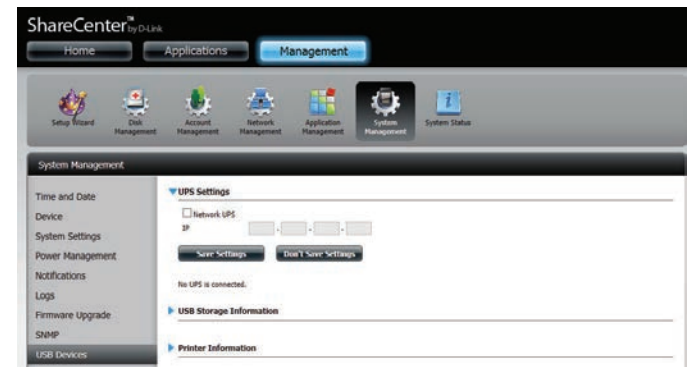 ShareCenter™ by D-Link
Home Applications Management
Setup Wizard Disk Management Account Management Network Management Application Management System Management System Status
System Management
Time and Date
Device
System Settings
Power Management
Notifications
Logs
Firmware Upgrade
SNMP
USB Devices
UPS Settings
Network UPS
IP . . .
Save Settings Don't Save Settings
No UPS is connected.
USB Storage Information
Printer Information